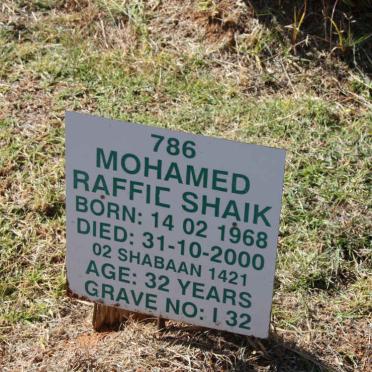 786
MOHAMED
RAFFIC SHAIK
BORN: 14 02 1968
DIED: 31-10-2000
02 SHABAAN 1421
AGE: 32 YEARS
GRAVE NO: I 32